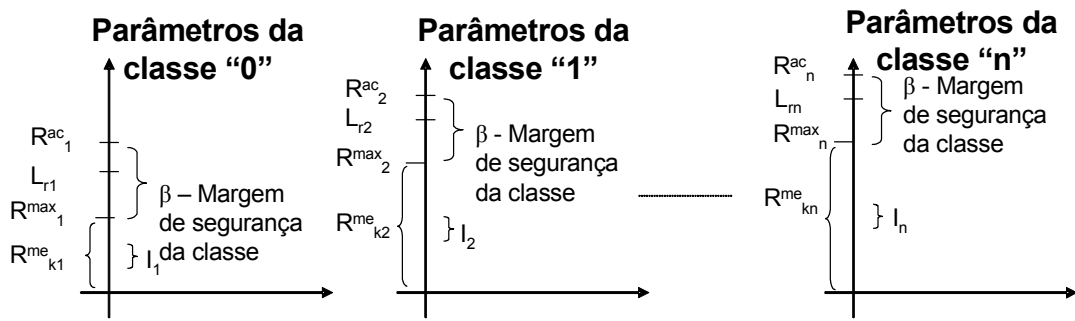 Parâmetros da
classe “0”
R^ac_1
L_r1
R^max_1
R^me_k1
β – Margem
de segurança
da classe
I_1
Parâmetros da
classe “1”
R^ac_2
L_r2
R^max_2
R^me_k2
β - Margem
de segurança
da classe
I_2
Parâmetros da
classe “n”
R^ac_n
L_rn
R^max_n
R^me_kn
β - Margem
de segurança
da classe
I_n